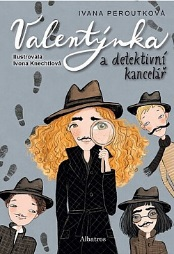 IVANA PEROUTKOVÁ
Valentýnka
Ilustrovala
Ivona Knechtlová
a detektivní
kancelář
Albatros